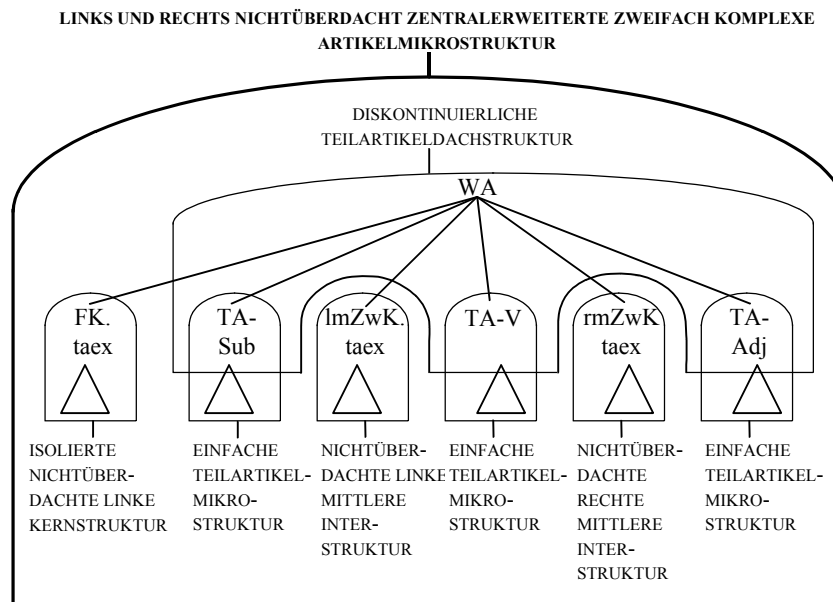 LINKS UND RECHTS NICHTÜBERDACHT ZENTRALERWEITERTE ZWEIFACH KOMPLEXE
ARTIKELMIKROSTRUKTUR
DISKONTINUIERLICHE
TEILARTIKELDACHSTRUKTUR
WA
FK.
taex
TA-
Sub
lmZwK.
taex
TA-V
rmZwK
taex
TA-
Adj
ISOLIERTE
NICHTÜBER-
DACHTE LINKE
KERNSTRUKTUR
EINFACHE
TEILARTIKEL-
MIKRO-
STRUKTUR
NICHTÜBER-
DACHTE LINKE
MITTLERE
INTER-
STRUKTUR
EINFACHE
TEILARTIKEL-
MIKRO-
STRUKTUR
NICHTÜBER-
DACHTE
RECHTE
MITTLERE
INTER-
STRUKTUR
EINFACHE
TEILARTIKEL-
MIKRO-
STRUKTUR